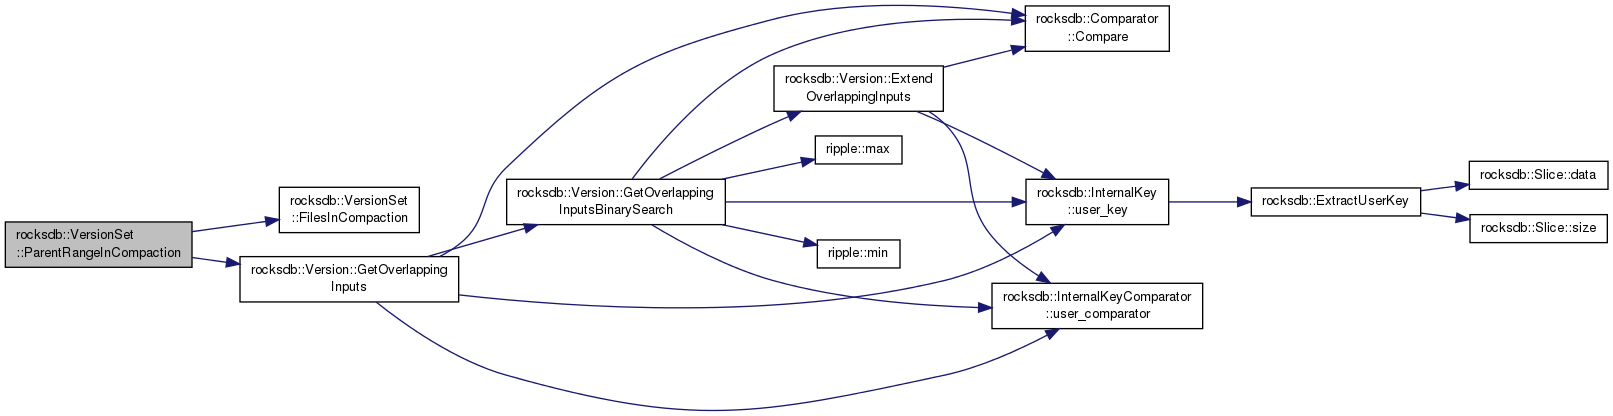 rocksdb::VersionSet
::ParentRangeInCompaction
rocksdb::VersionSet
::FilesInCompaction
rocksdb::Version::GetOverlapping
Inputs
rocksdb::Version::GetOverlapping
InputsBinarySearch
rocksdb::Version::Extend
OverlappingInputs
ripple::max
ripple::min
rocksdb::Comparator
::Compare
rocksdb::InternalKey
::user_key
rocksdb::InternalKeyComparator
::user_comparator
rocksdb::ExtractUserKey
rocksdb::Slice::data
rocksdb::Slice::size